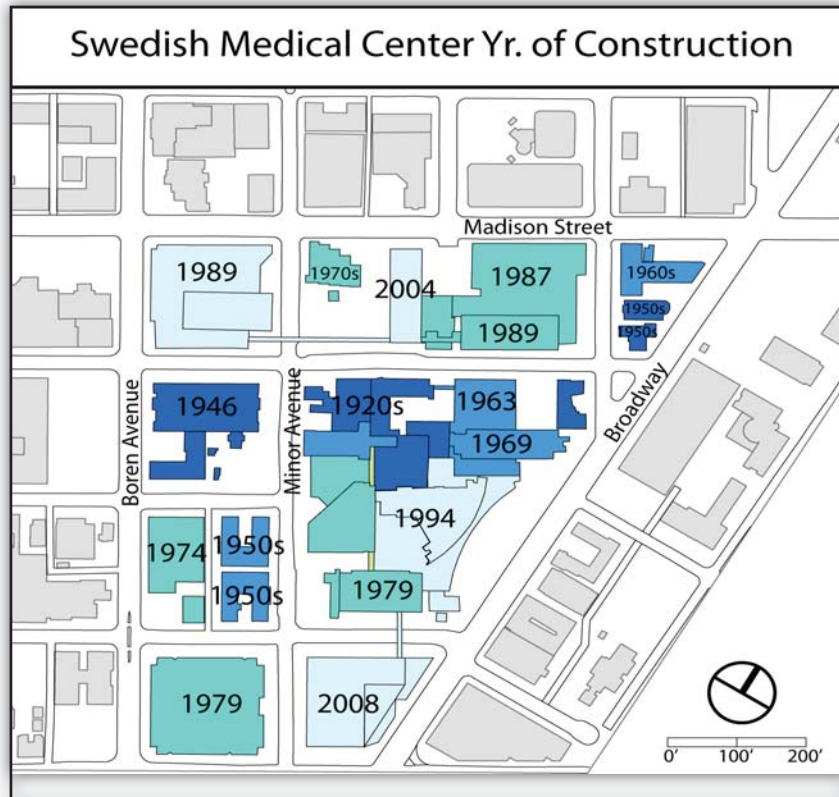 Swedish Medical Center Yr. of Construction
Madison Street
1989
1970s
2004
1987
1960s
1950s
1989
1950s
Boren Avenue
1946
Minor Avenue
1920s
1963
Broadway
1969
1994
1974
1950s
1950s
1979
1979
2008
0'
100'
200'